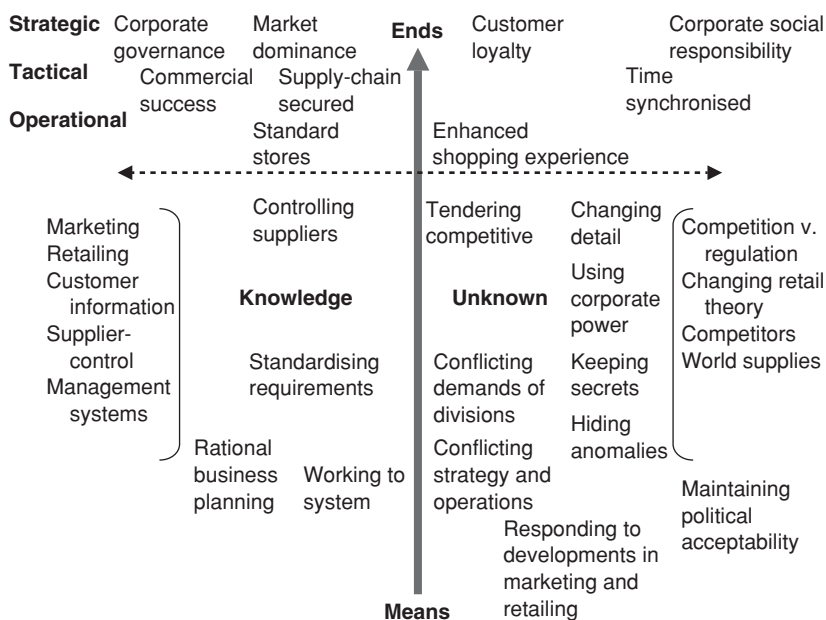 Strategic
Corporate
governance
Market
dominance
Ends
Customer
loyalty
Corporate social
responsibility
Tactical
Commercial
success
Supply-chain
secured
Time
synchronised
Operational
Standard
stores
Enhanced
shopping experience
Marketing
Retailing
Customer
information
Supplier-
control
Management
systems
Controlling
suppliers
Knowledge
Standardising
requirements
Rational
business
planning
Working to
system
Tendering
competitive
Unknown
Conflicting
demands of
divisions
Conflicting
strategy and
operations
Responding to
developments in
marketing and
retailing
Changing
detail
Using
corporate
power
Keeping
secrets
Hiding
anomalies
Competition v.
regulation
Changing retail
theory
Competitors
World supplies
Maintaining
political
acceptability
Means